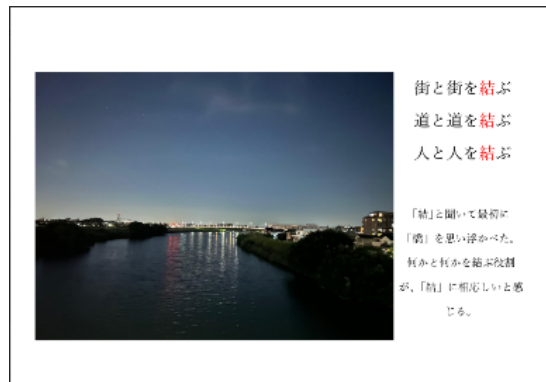 街と街を結ぶ
道と道を結ぶ
人と人を結ぶ
「結」と聞いて最初に
「橋」を思い浮かべた。
何かと何かを結ぶ役割
が、「結」に相応しいと感
じる。